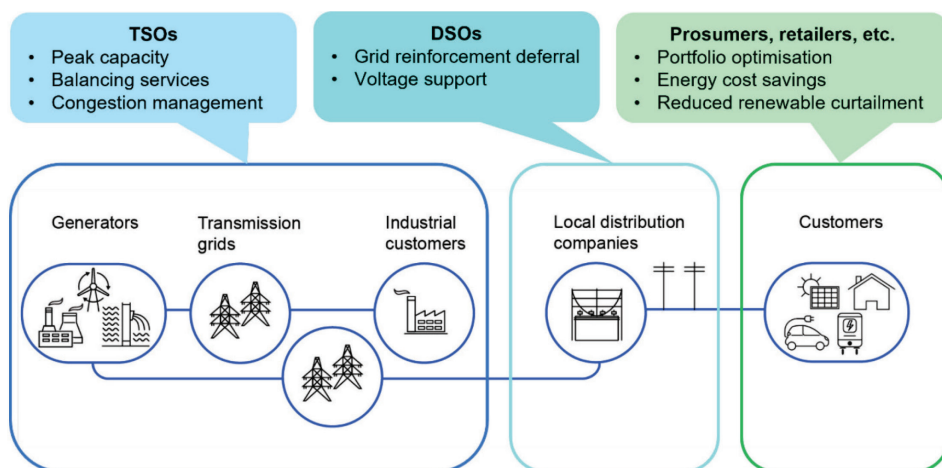 TSOs
• Peak capacity
• Balancing services
• Congestion management
DSOs
• Grid reinforcement deferral
• Voltage support
Prosumers, retailers, etc.
• Portfolio optimisation
• Energy cost savings
• Reduced renewable curtailment
Generators
Transmission
grids
Industrial
customers
Local distribution
companies
Customers